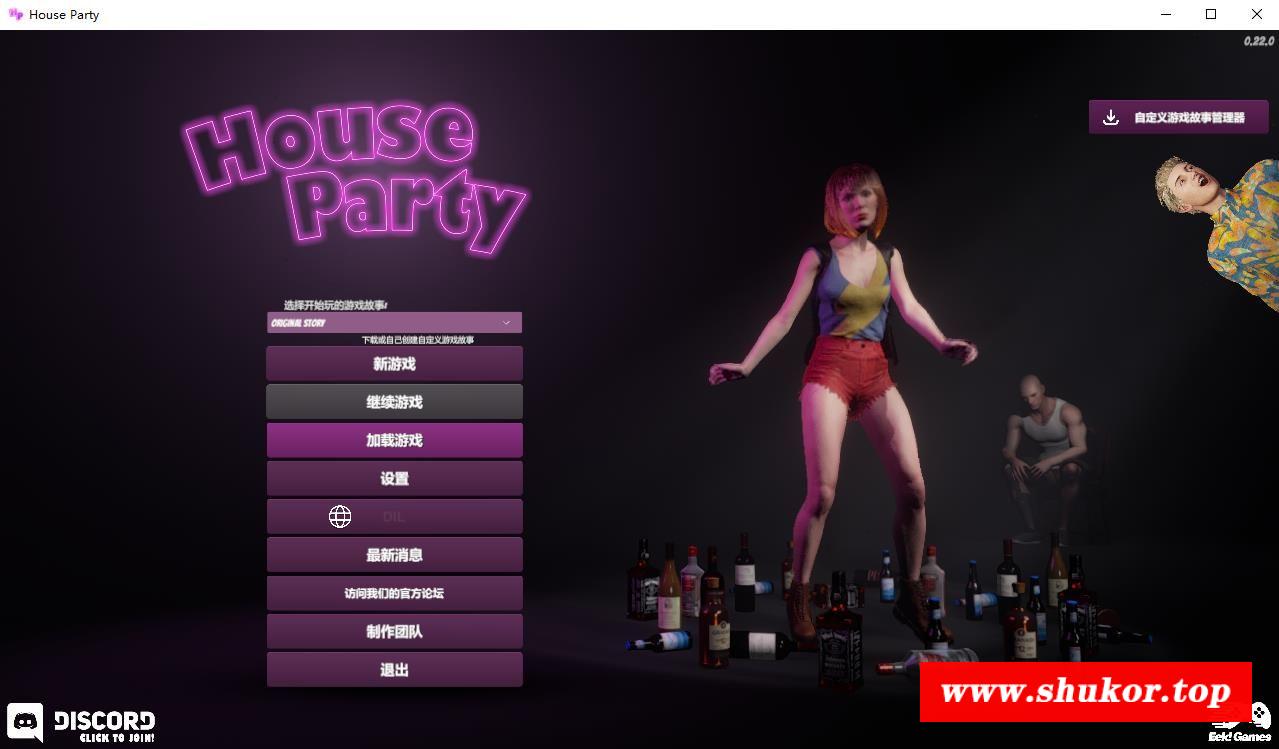 House Party
0.22.0
House
Party
自定义游戏故事管理器
选择开始玩的游戏故事:
ORIGINAL STORY
下载或自己创建自定义游戏故事
新游戏
继续游戏
加载游戏
设置
DIL
最新消息
访问我们的官方论坛
制作团队
退出
www.shukor.top
DISCORD
CLICK TO JOIN!
Eek! Games